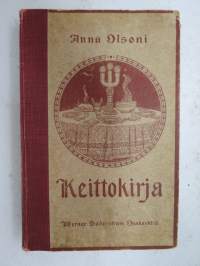 Anna Olsoni
Keittokirja
Werner Söderström Osakeyhtiö